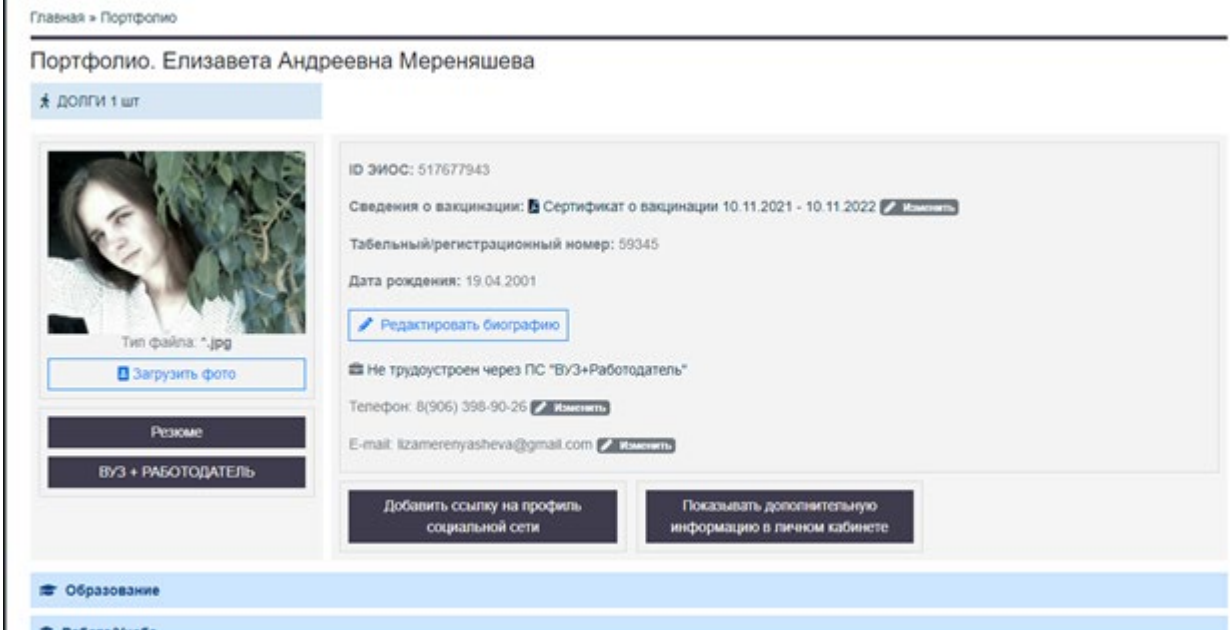 Главная » Портфолио
Портфолио. Елизавета Андреевна Мереняшева
ДОЛГИ 1 шт
Тип файла: *.jpg
Загрузить фото
Резюме
ВУЗ + РАБОТОДАТЕЛЬ
ID ЭИОС: 517677943
Сведения о вакцинации: Сертификат о вакцинации 10.11.2021 - 10.11.2022 Изменить
Табельный/регистрационный номер: 59345
Дата рождения: 19.04.2001
Редактировать биографию
Не трудоустроен через ПС "ВУЗ+Работодатель"
Телефон: 8(906) 398-90-26 Изменить
E-mail: lizamerenyasheva@gmail.com Изменить
Добавить ссылку на профиль
социальной сети
Показывать дополнительную
информацию в личном кабинете
Образование